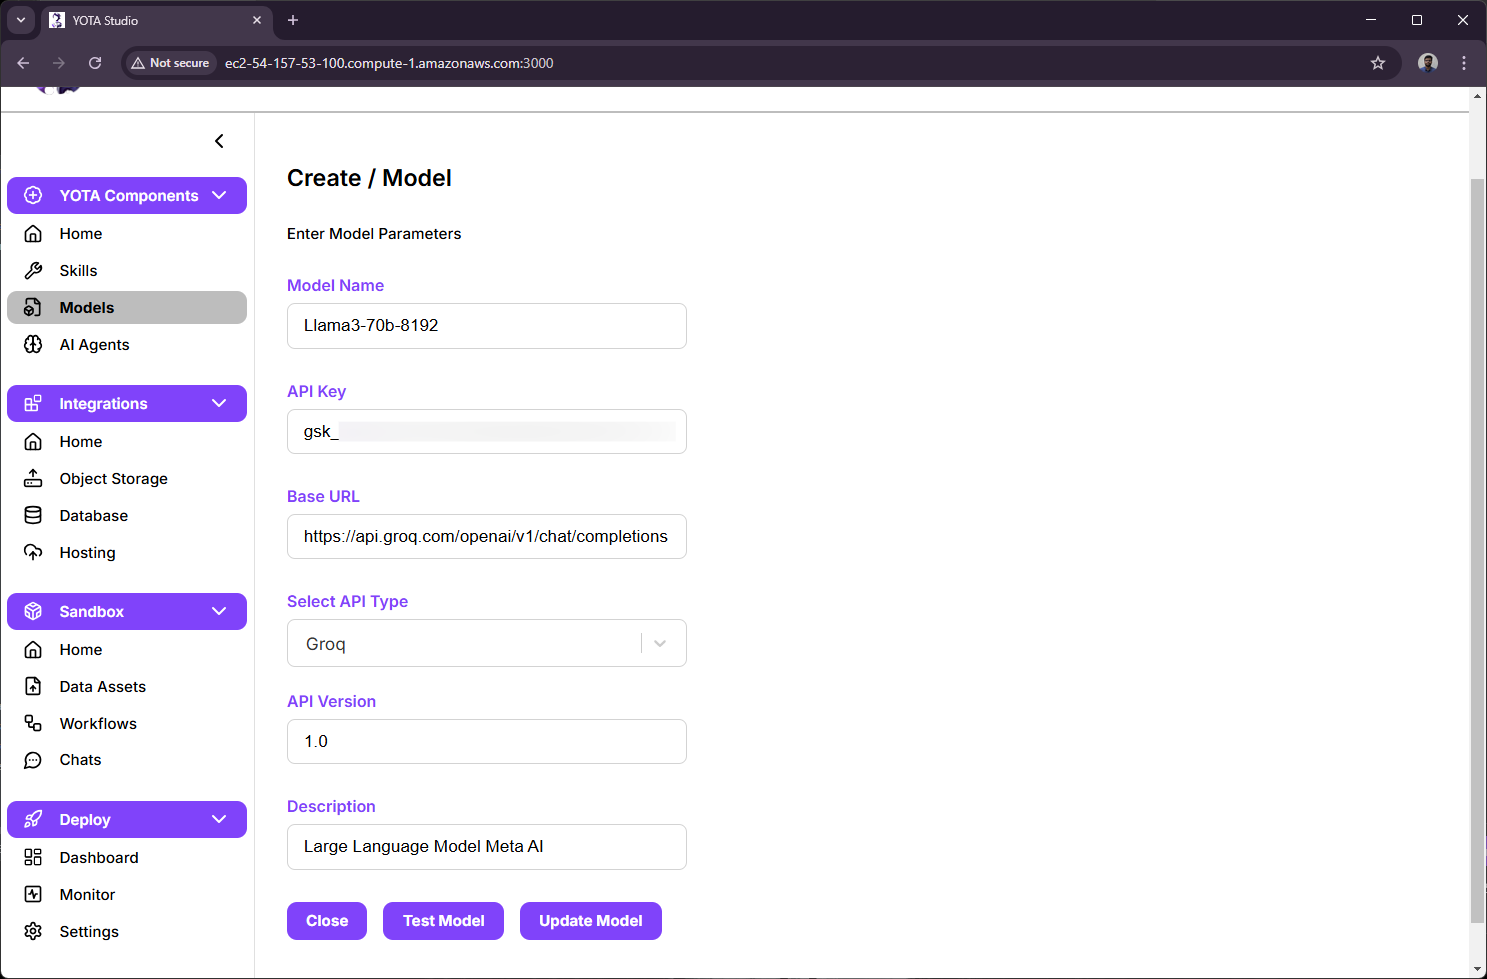 YOTA Studio
Not secure
ec2-54-157-53-100.compute-1.amazonaws.com:3000
YOTA Components
Home
Skills
Models
AI Agents
Integrations
Home
Object Storage
Database
Hosting
Sandbox
Home
Data Assets
Workflows
Chats
Deploy
Dashboard
Monitor
Settings
Create / Model
Enter Model Parameters
Model Name
Llama3-70b-8192
API Key
gsk_
Base URL
https://api.groq.com/openai/v1/chat/completions
Select API Type
Groq
API Version
1.0
Description
Large Language Model Meta AI
Close
Test Model
Update Model